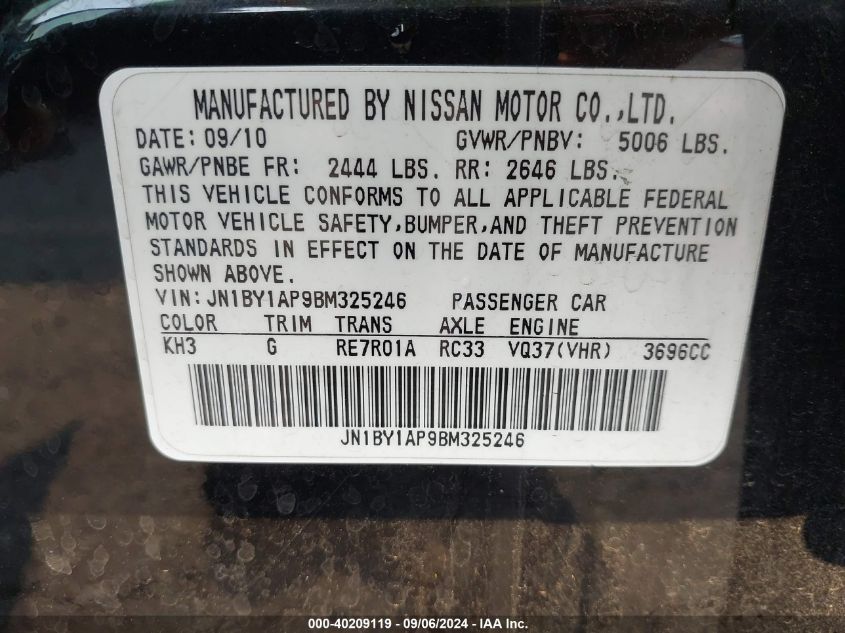 MANUFACTURED BY NISSAN MOTOR CO.,LTD.
DATE: 09/10 GVWR/PNBV: 5006 LBS.
GAWR/PNBE FR: 2444 LBS. RR: 2646 LBS.
THIS VEHICLE CONFORMS TO ALL APPLICABLE FEDERAL
MOTOR VEHICLE SAFETY,BUMPER,AND THEFT PREVENTION
STANDARDS IN EFFECT ON THE DATE OF MANUFACTURE
SHOWN ABOVE.
VIN: JN1BY1AP9BM325246 PASSENGER CAR
COLOR TRIM TRANS AXLE ENGINE
KH3 G RE7R01A RC33 VQ37(VHR) 3696CC
JN1BY1AP9BM325246
000-40209119 - 09/06/2024 - IAA Inc.